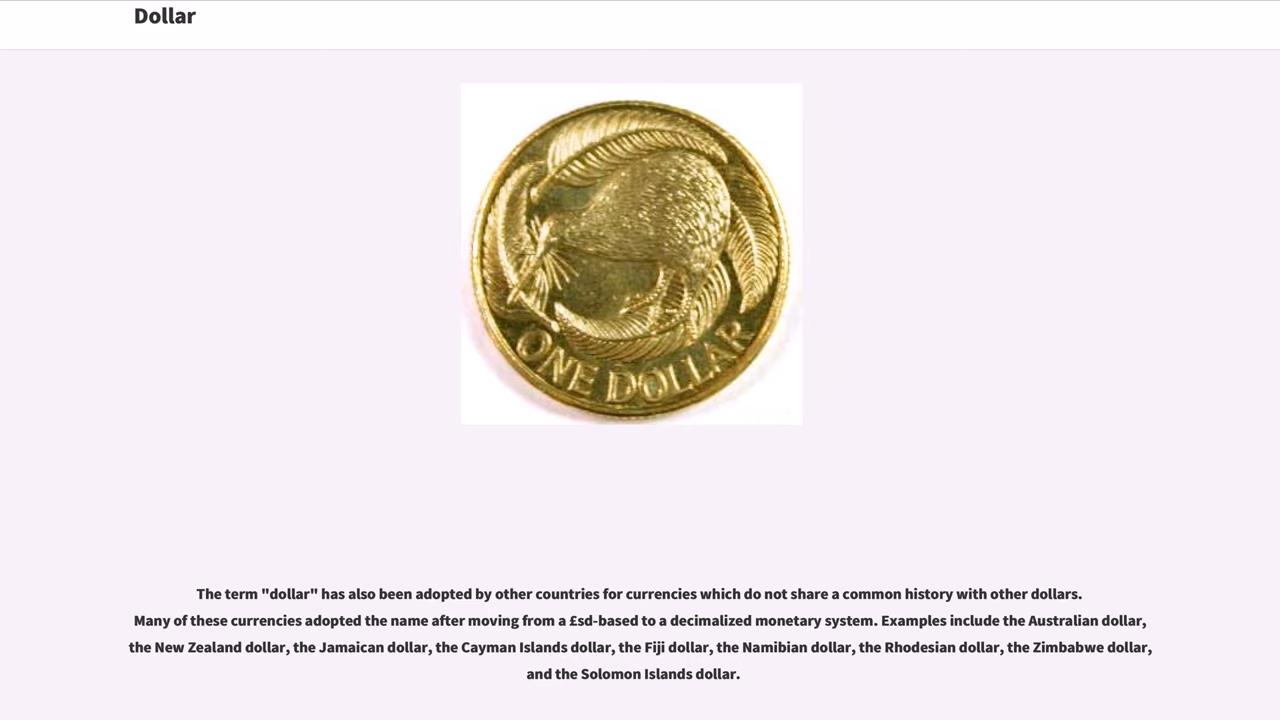 Dollar
ONE DOLLAR
The term "dollar" has also been adopted by other countries for currencies which do not share a common history with other dollars.
Many of these currencies adopted the name after moving from a £sd-based to a decimalized monetary system. Examples include the Australian dollar,
the New Zealand dollar, the Jamaican dollar, the Cayman Islands dollar, the Fiji dollar, the Namibian dollar, the Rhodesian dollar, the Zimbabwe dollar,
and the Solomon Islands dollar.